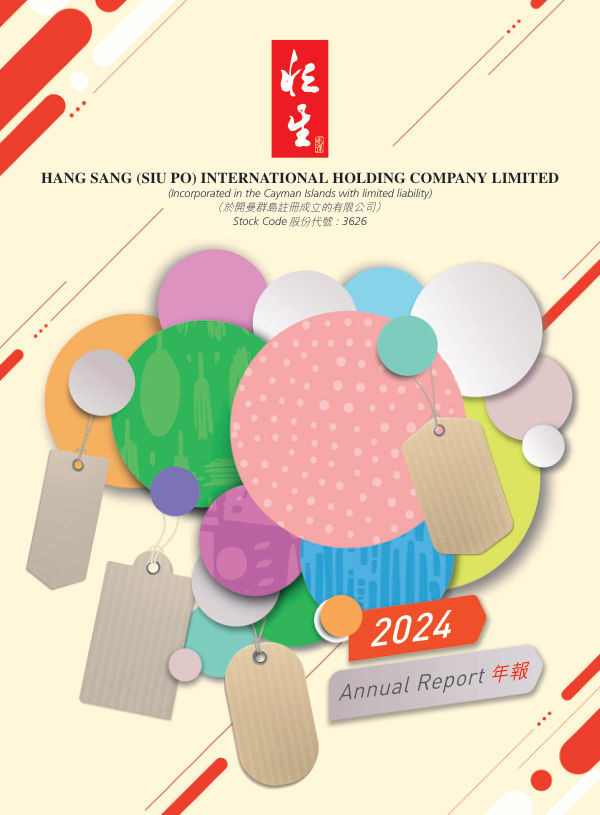 恒生
HANG SANG (SIU PO) INTERNATIONAL HOLDING COMPANY LIMITED
(Incorporated in the Cayman Islands with limited liability)
（於開曼群島註冊成立的有限公司）
Stock Code 股份代號：3626
2024
Annual Report 年報